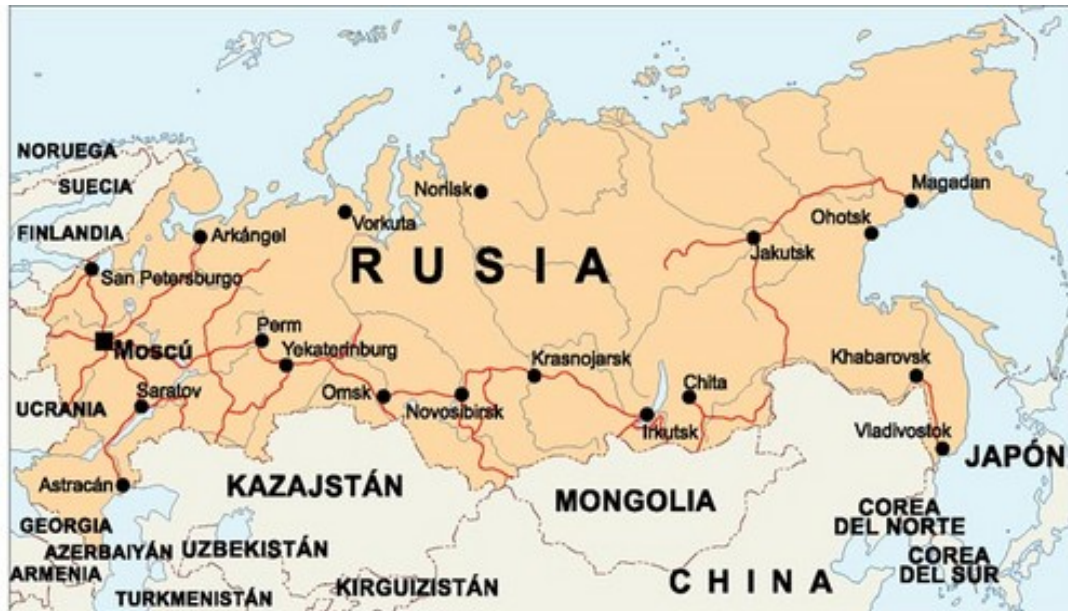 NORUEGA
SUECIA
FINLANDIA
Norilsk
Vorkuta
Magadan
Ohotsk
Arkángel
Jakutsk
San Petersburgo
RUSIA
Moscú
Perm
Yekaterinburg
Krasnojarsk
Khabarovsk
Chita
Saratov
Omsk
Novosibirsk
Irkutsk
UCRANIA
Vladivostok
JAPÓN
Astracán
KAZAJSTÁN
MONGOLIA
GEORGIA
COREA
DEL NORTE
AZERBAIYÁN
UZBEKISTÁN
ARMENIA
COREA
DEL SUR
TURKMENISTÁN
KIRGUIZISTÁN
CHINA